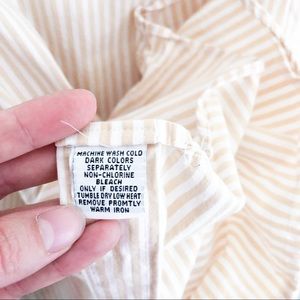 MACHINE WASH COLD
DARK COLORS
SEPARATELY
NON-CHLORINE
BLEACH
ONLY IF DESIRED
TUMBLE DRY LOW HEAT
REMOVE PROMTLY
WARM IRON